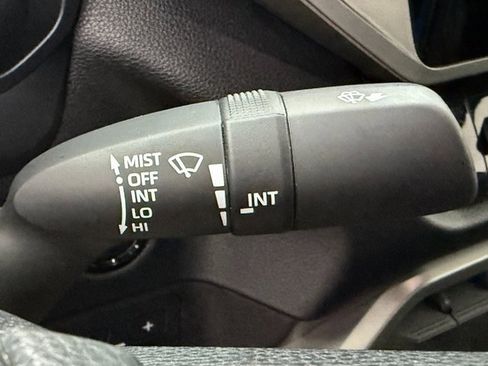 MIST
OFF
INT
LO
HI
INT
+